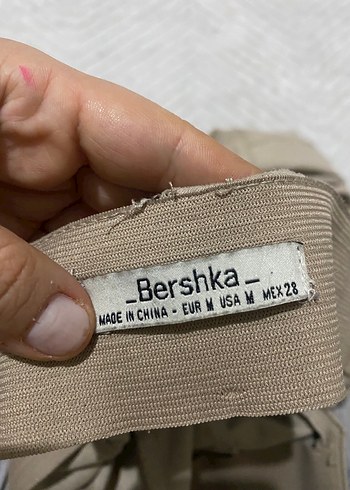 _Bershka_
MADE IN CHINA - EUR M USA M MEX 28